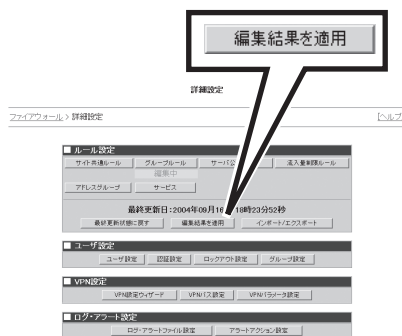 編集結果を適用
詳細設定
ファイアウォール > 詳細設定
[ヘルプ
■ ルール設定
サイト共通ルール グループルール サーバ公 流入量制限ルール
編集中
アドレスグループ サービス
最終更新日:2004年09月16 18時23分52秒
最終更新状態に戻す 編集結果を適用 インポート/エクスポート
■ ユーザ設定
ユーザ設定 認証設定 ロックアウト設定 グループ設定
■ VPN設定
VPN設定ウィザード VPNパス設定 VPNパラメータ設定
■ ログ・アラート設定
ログ・アラートファイル設定 アラートアクション設定